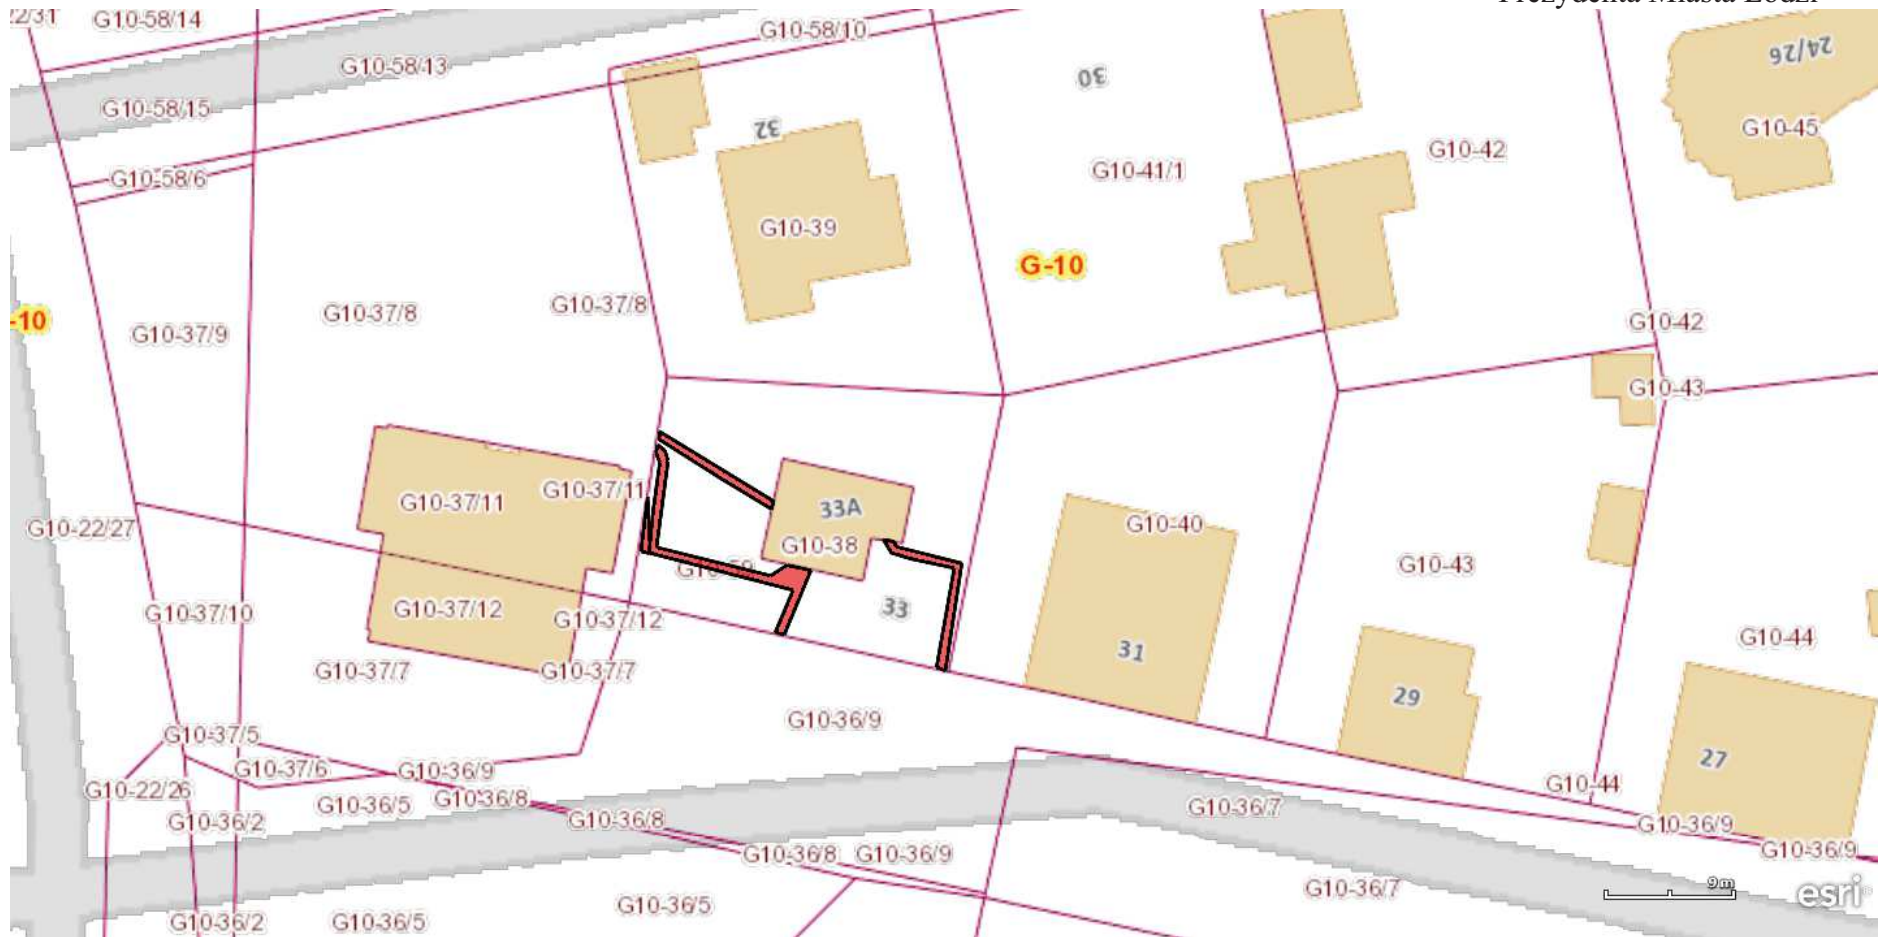 Prezydenta Miasta Łodzi
22/31
G10-58/14
G10-58/10
G10-58/13
G10-58/15
G10-58/6
32
30
24/26
G10-45
G10-42
G10-41/1
G10-39
G-10
-10
G10-37/9
G10-37/8
G10-37/8
G10-42
G10-43
G10-37/11
G10-37/11
33A
G10-38
G10-40
G10-22/27
G10-59
G10-43
G10-37/10
G10-37/12
G10-37/12
33
31
G10-44
G10-37/7
G10-37/7
29
G10-36/9
G10-37/5
27
G10-37/6
G10-36/9
G10-22/26
G10-44
G10-36/5
G10-36/8
G10-36/7
G10-36/2
G10-36/8
G10-36/9
G10-36/8
G10-36/9
G10-36/9
G10-36/7
9m
esri
G10-36/5
G10-36/2
G10-36/5